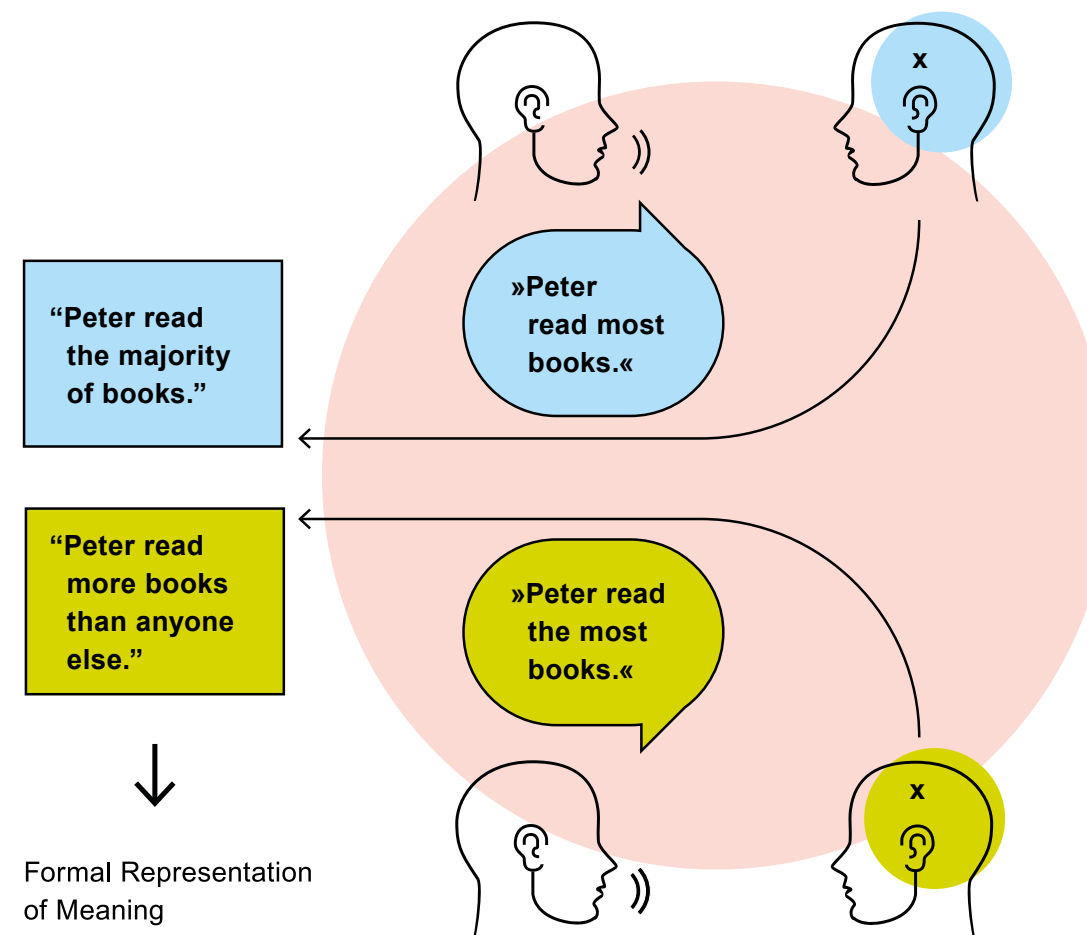 x
»Peter
read most
books.«
“Peter read
the majority
of books.”
“Peter read
more books
than anyone
else.”
»Peter read
the most
books.«
x
Formal Representation
of Meaning